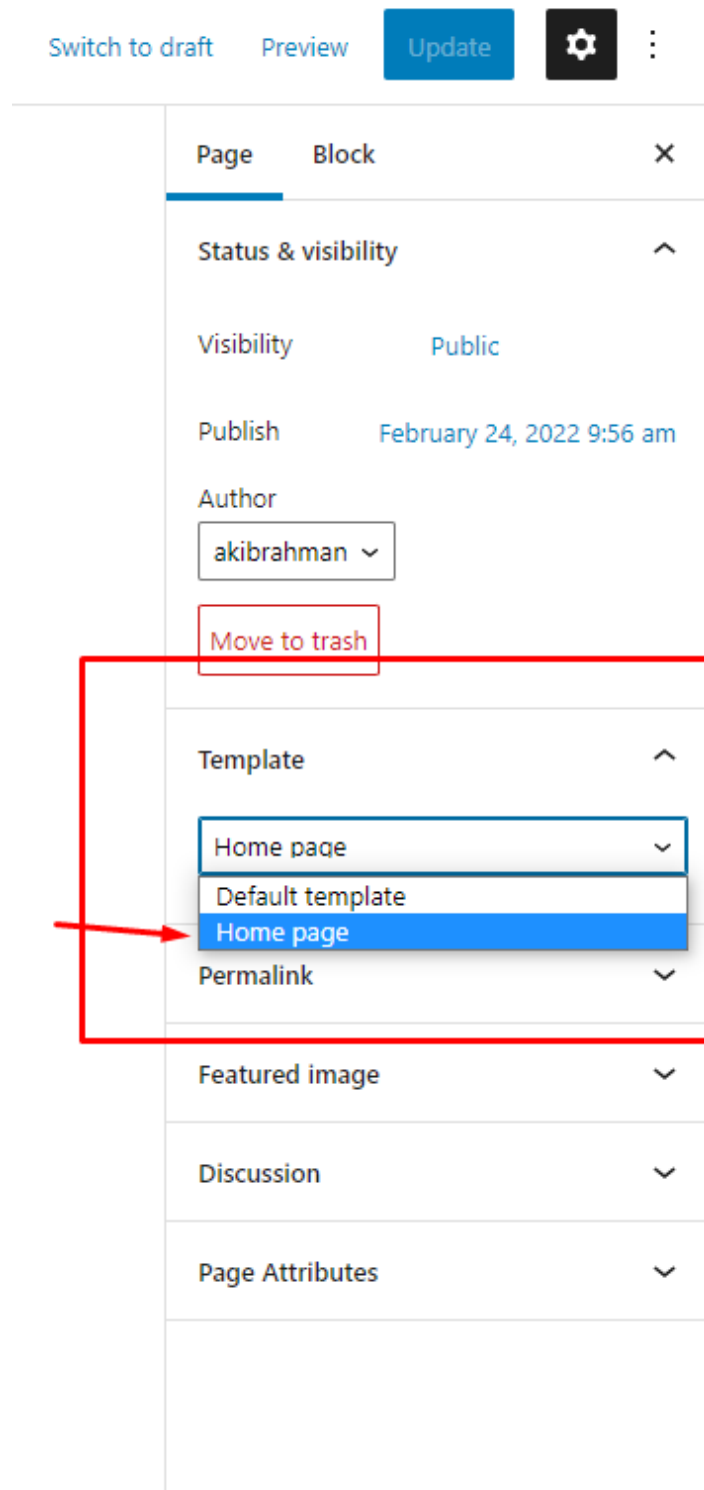 Switch to draft Preview Update
Page Block
Status & visibility
Visibility Public
Publish February 24, 2022 9:56 am
Author
akibrahman
Move to trash
Template
Home page
Default template
Home page
Permalink
Featured image
Discussion
Page Attributes